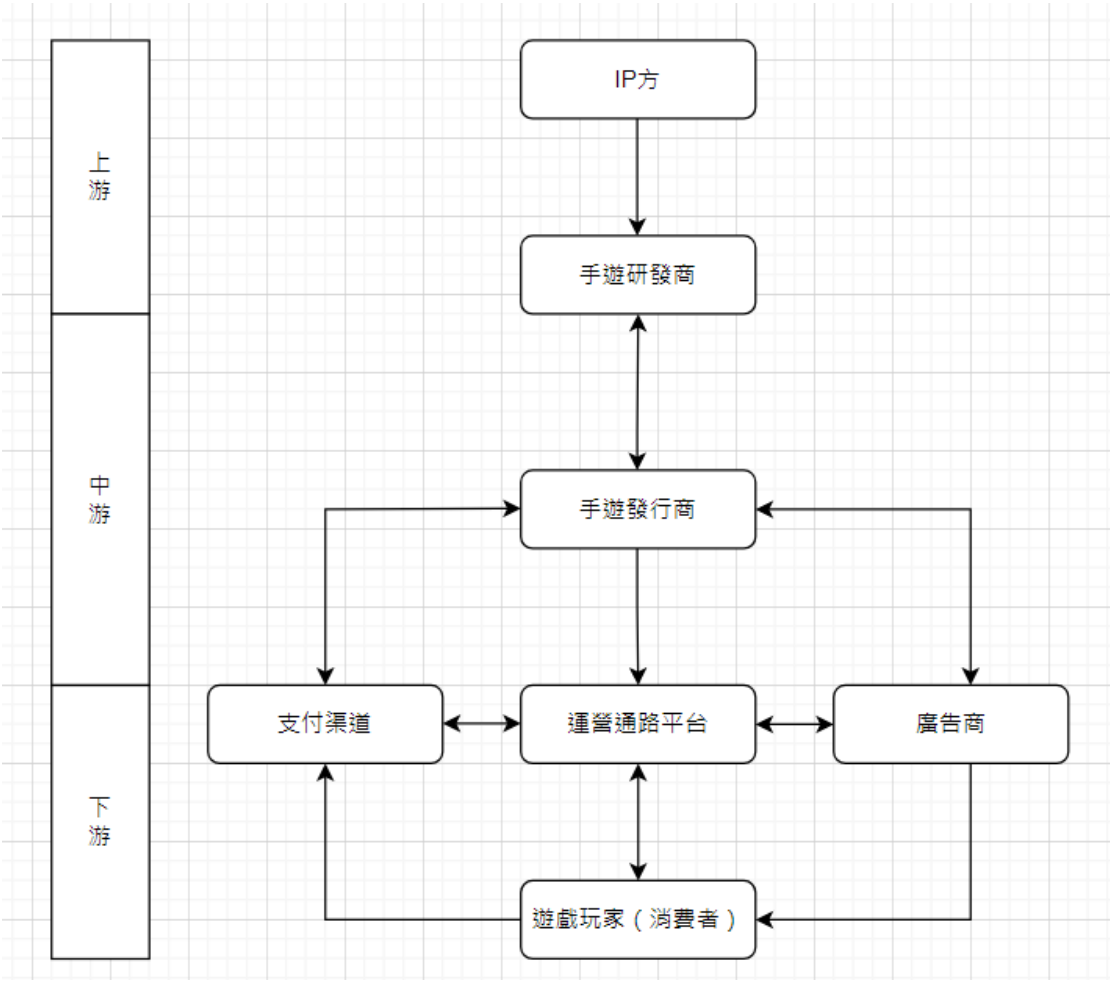 IP方
上游
手遊研發商
中游
手遊發行商
支付渠道
運營通路平台
廣告商
下游
遊戲玩家（消費者）